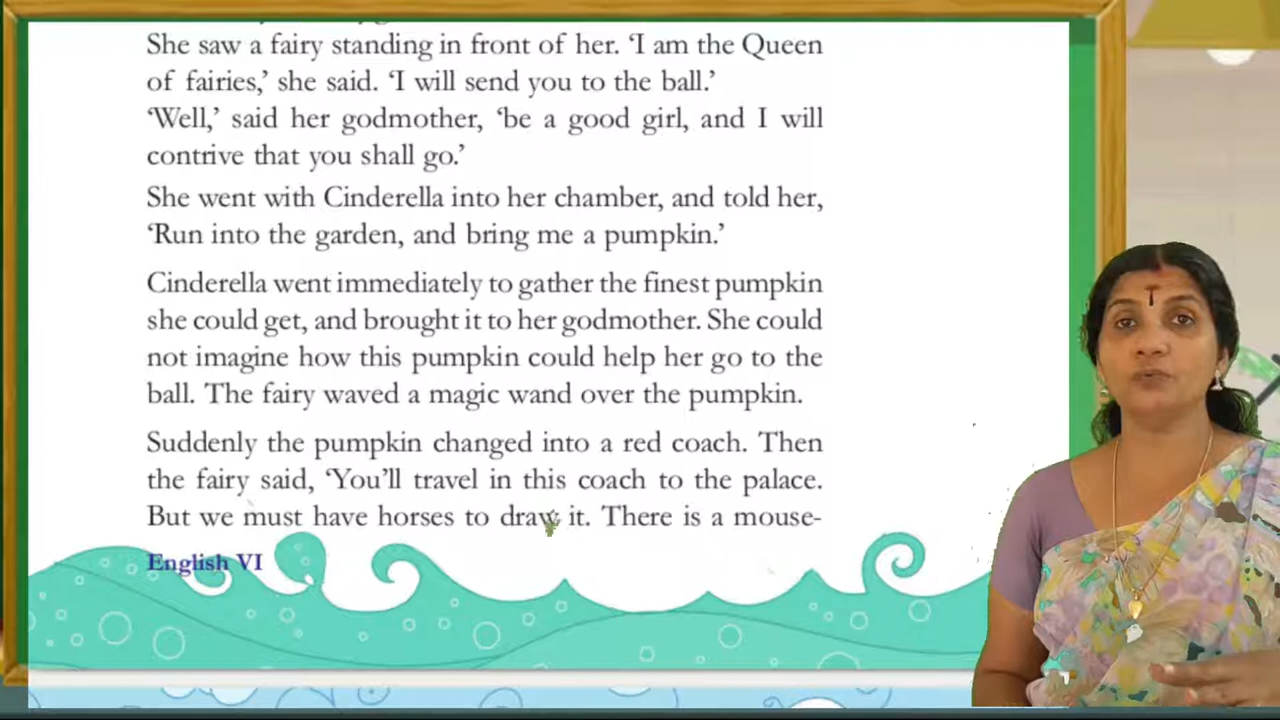 She saw a fairy standing in front of her. ‘I am the Queen
of fairies,’ she said. ‘I will send you to the ball.’
‘Well,’ said her godmother, ‘be a good girl, and I will
contrive that you shall go.’
She went with Cinderella into her chamber, and told her,
‘Run into the garden, and bring me a pumpkin.’
Cinderella went immediately to gather the finest pumpkin
she could get, and brought it to her godmother. She could
not imagine how this pumpkin could help her go to the
ball. The fairy waved a magic wand over the pumpkin.
Suddenly the pumpkin changed into a red coach. Then
the fairy said, ‘You’ll travel in this coach to the palace.
But we must have horses to draw it. There is a mouse-
English VI